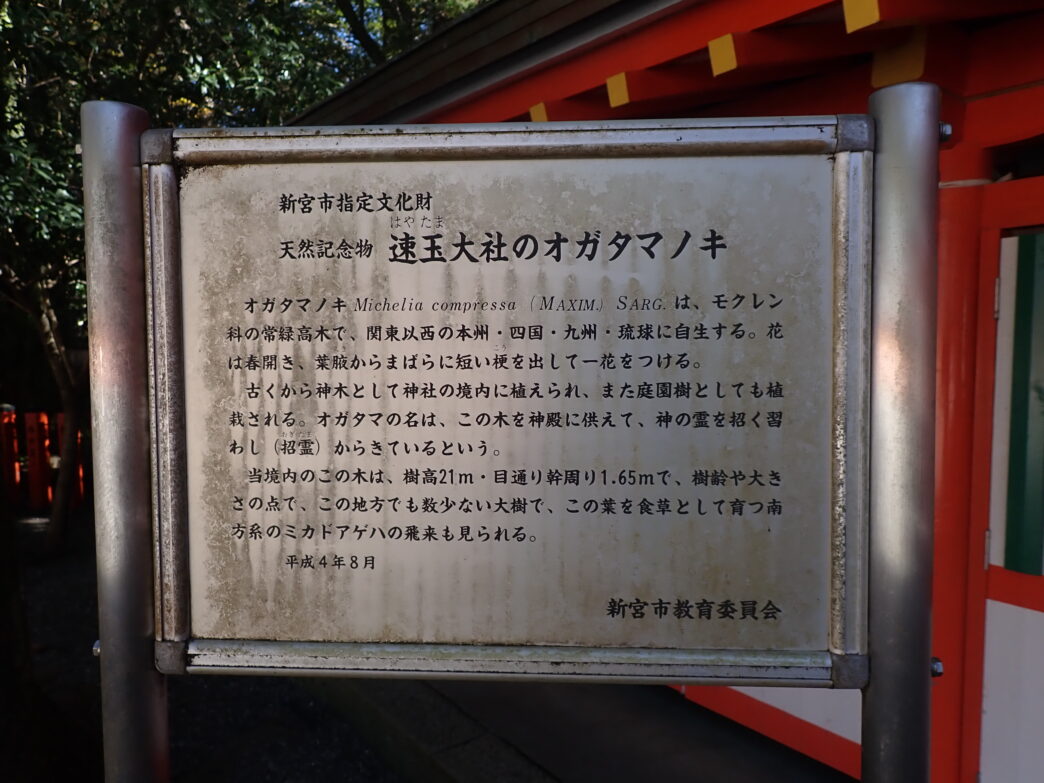 新宮市指定文化財
はやたま
天然記念物 速玉大社のオガタマノキ
オガタマノキ Michelia compressa (MAXIM.) SARG. は、モクレン
科の常緑高木で、関東以西の本州・四国・九州・琉球に自生する。花
は春開き、葉腋からまばらに短い梗を出して一花をつける。
古くから神木として神社の境内に植えられ、また庭園樹としても植
栽される。オガタマの名は、この木を神殿に供えて、神の霊を招く習
わし（招霊）からきているという。
当境内のこの木は、樹高21m・目通り幹周り1.65mで、樹齢や大き
さの点で、この地方でも数少ない大樹で、この葉を食草として育つ南
方系のミカドアゲハの飛来も見られる。
平成4年8月
新宮市教育委員会